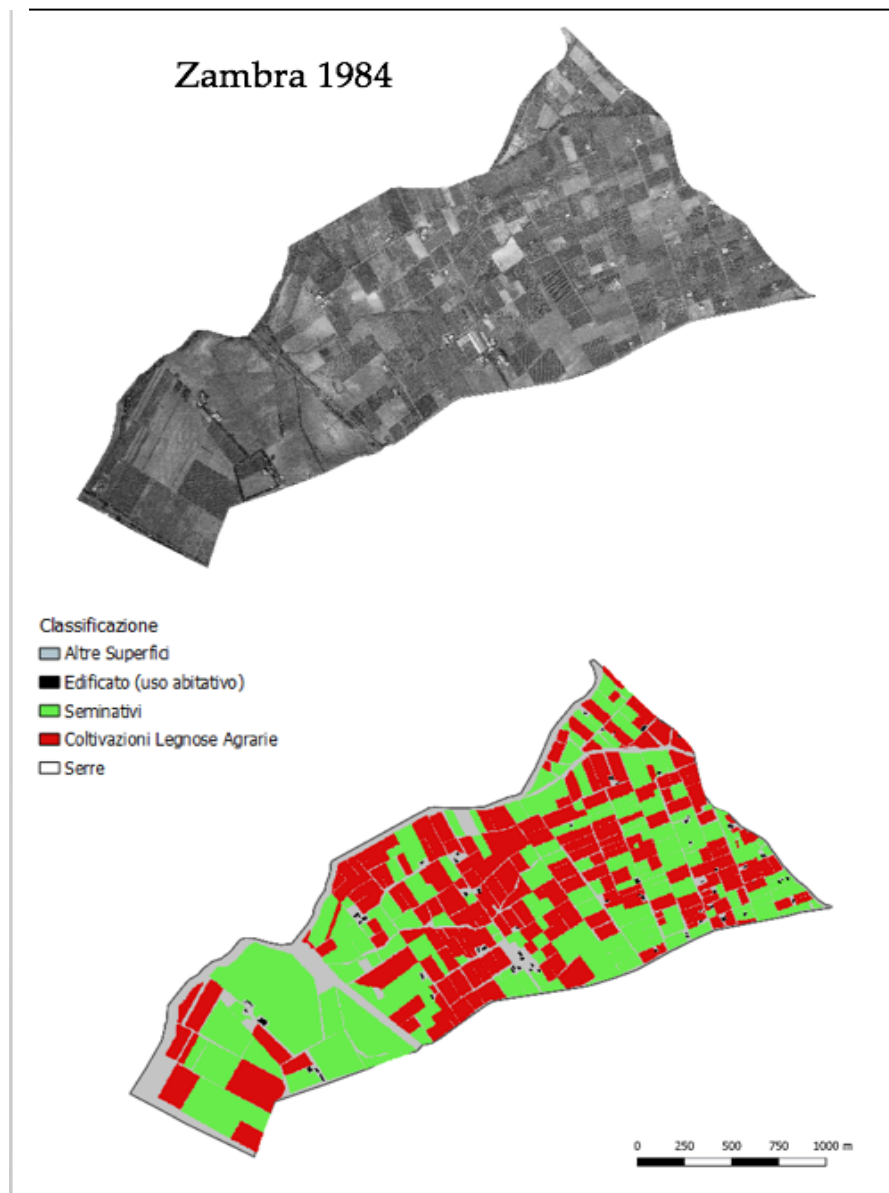 Zambra 1984
Classificazione
Altre Superfici
Edificato (uso abitativo)
Seminativi
Coltivazioni Legnose Agrarie
Serre
0 250 500 750 1000 m